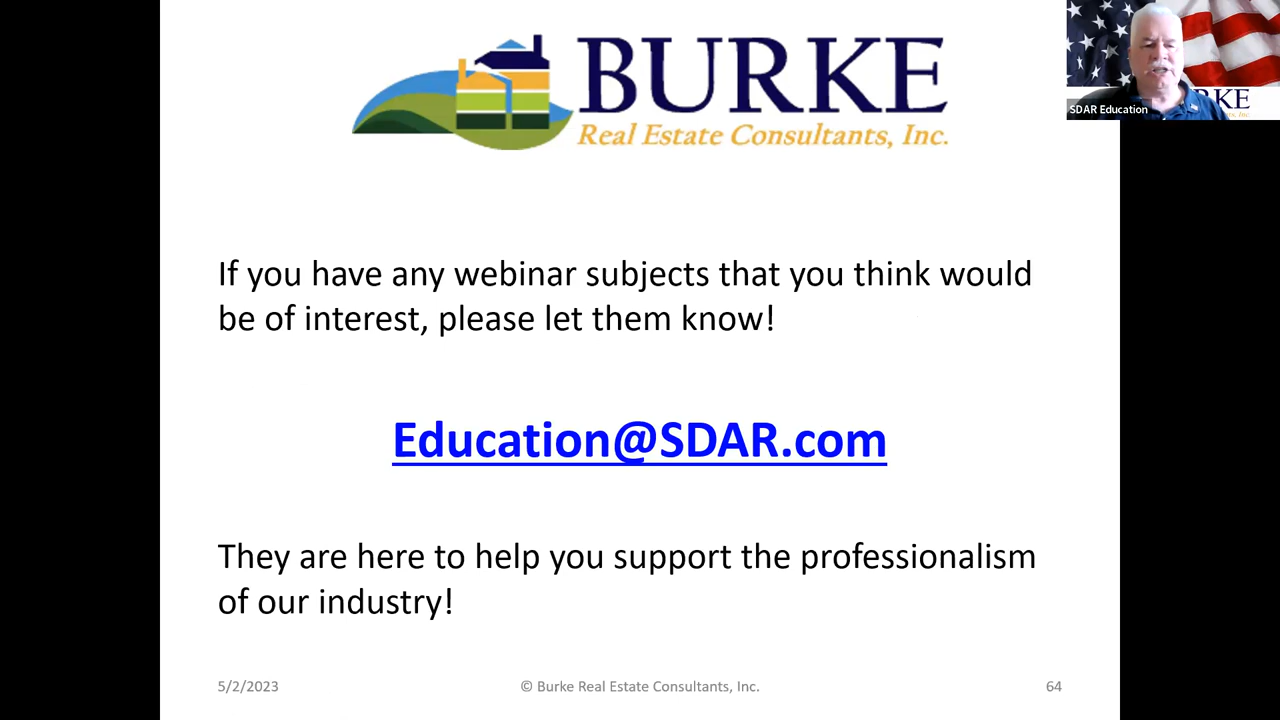 BURKE
Real Estate Consultants, Inc.
SDAR Education
If you have any webinar subjects that you think would
be of interest, please let them know!
Education@SDAR.com
They are here to help you support the professionalism
of our industry!
5/2/2023
© Burke Real Estate Consultants, Inc.
64